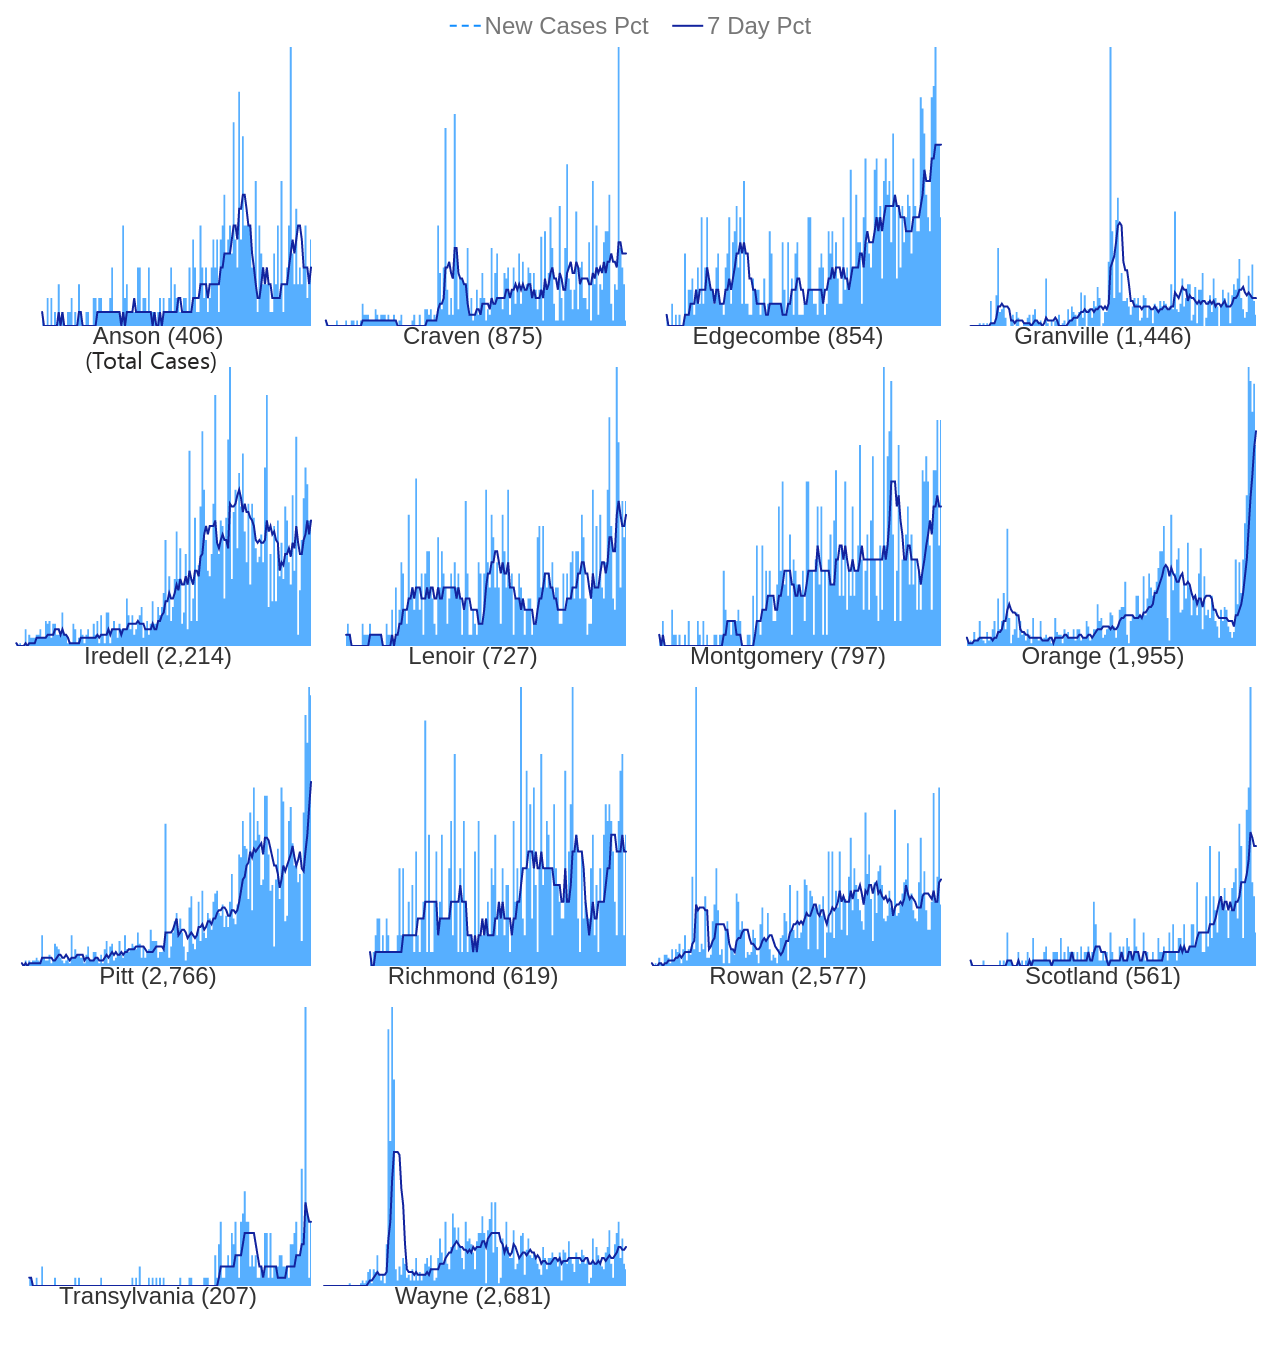 New Cases Pct 7 Day Pct
Anson (406) Craven (875) Edgecombe (854) Granville (1,446)
(Total Cases)
Iredell (2,214) Lenoir (727) Montgomery (797) Orange (1,955)
Pitt (2,766) Richmond (619) Rowan (2,577) Scotland (561)
Transylvania (207) Wayne (2,681)